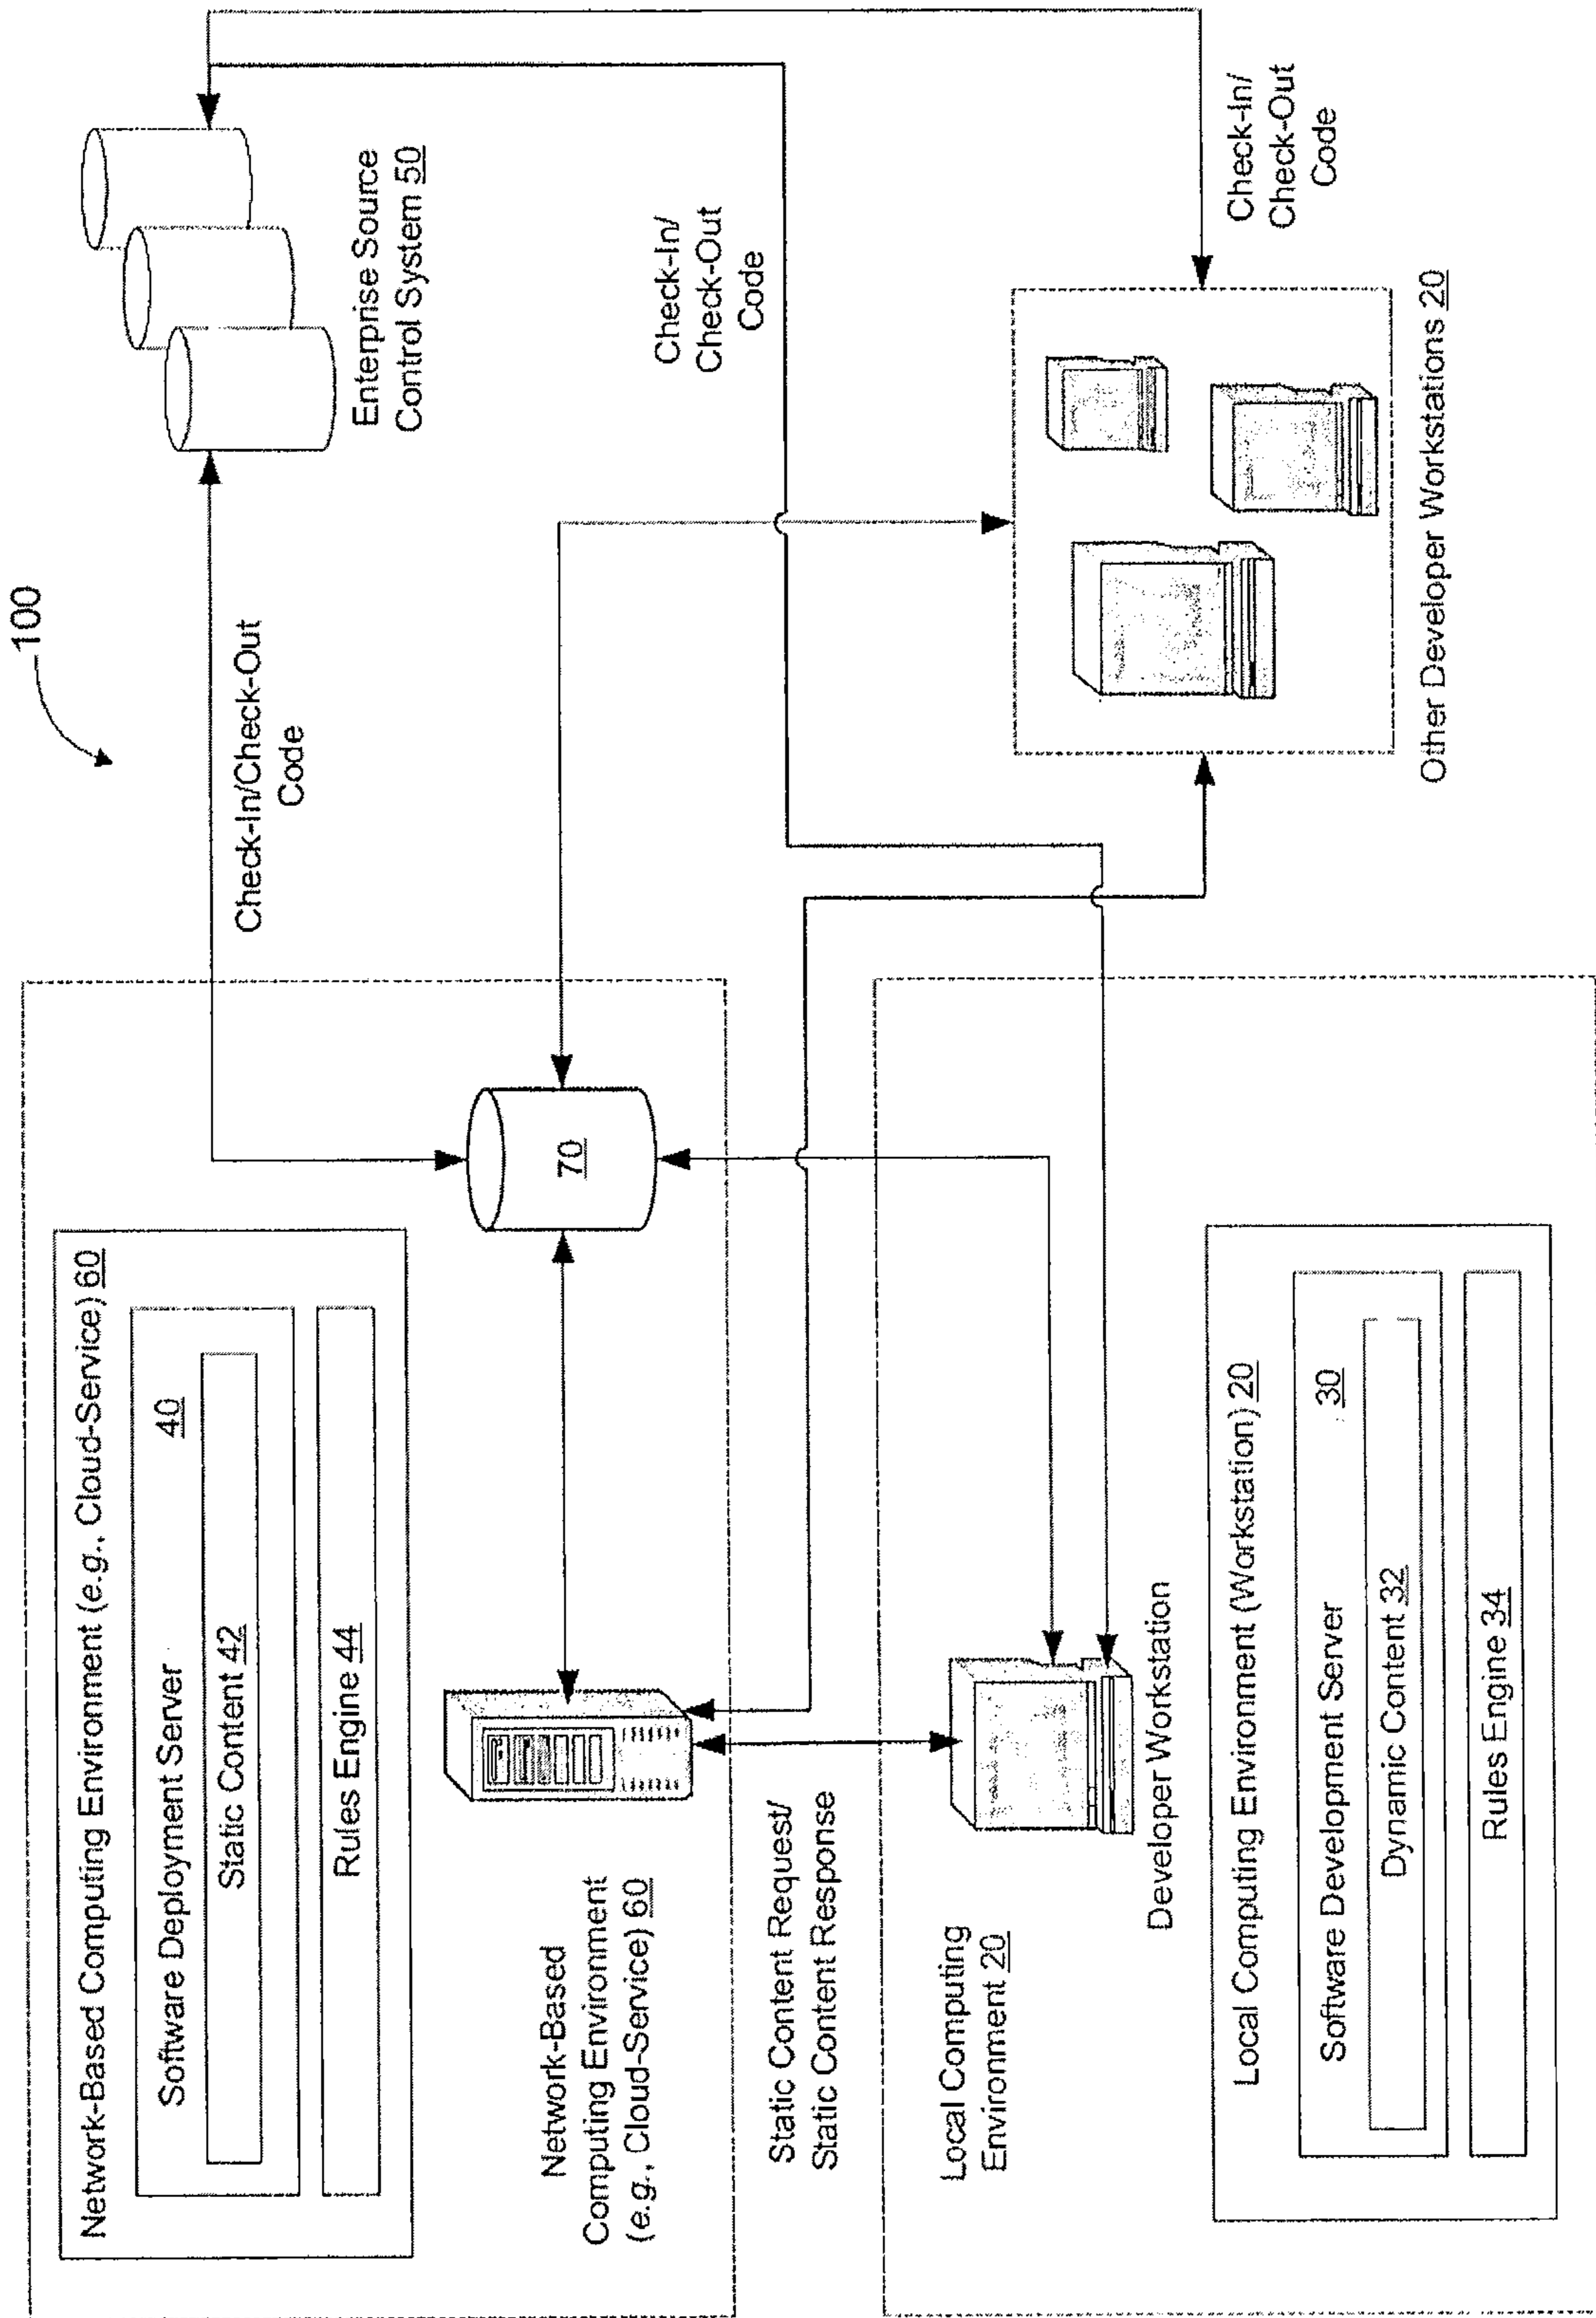 100
Network-Based Computing Environment (e.g., Cloud-Service) 60
Software Deployment Server 40
Static Content 42
Rules Engine 44
Network-Based
Computing Environment
(e.g., Cloud-Service) 60
70
Check-In/Check-Out
Code
Enterprise Source
Control System 50
Check-In/
Check-Out
Code
Static Content Request/
Static Content Response
Local Computing
Environment 20
Developer Workstation
Local Computing Environment (Workstation) 20
Software Development Server 30
Dynamic Content 32
Rules Engine 34
Check-In/
Check-Out
Code
Other Developer Workstations 20